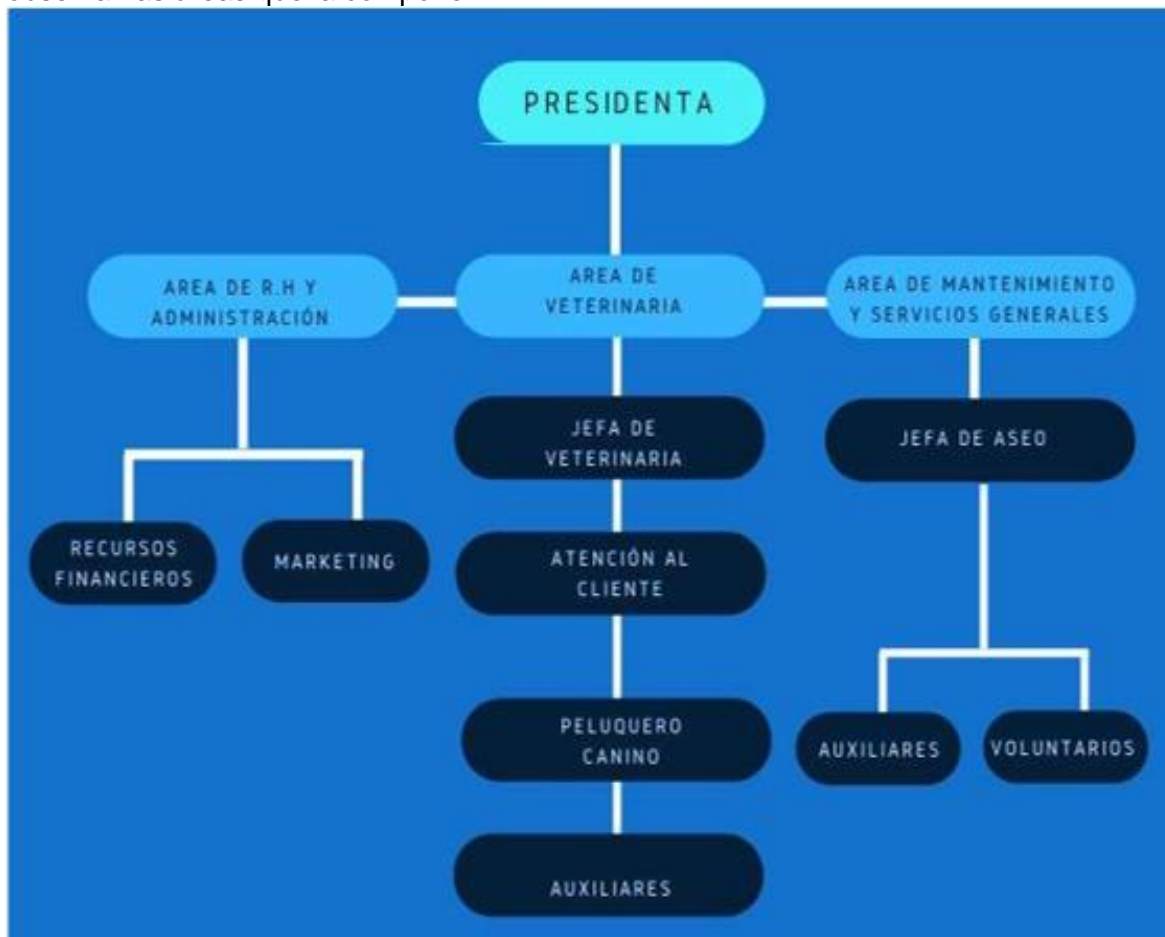 PRESIDENTA
AREA DE R.H Y
ADMINISTRACIÓN
AREA DE
VETERINARIA
AREA DE MANTENIMIENTO
Y SERVICIOS GENERALES
JEFA DE
VETERINARIA
JEFA DE ASEO
RECURSOS
FINANCIEROS
MARKETING
ATENCIÓN AL
CLIENTE
PELUQUERO
CANINO
AUXILIARES
VOLUNTARIOS
AUXILIARES